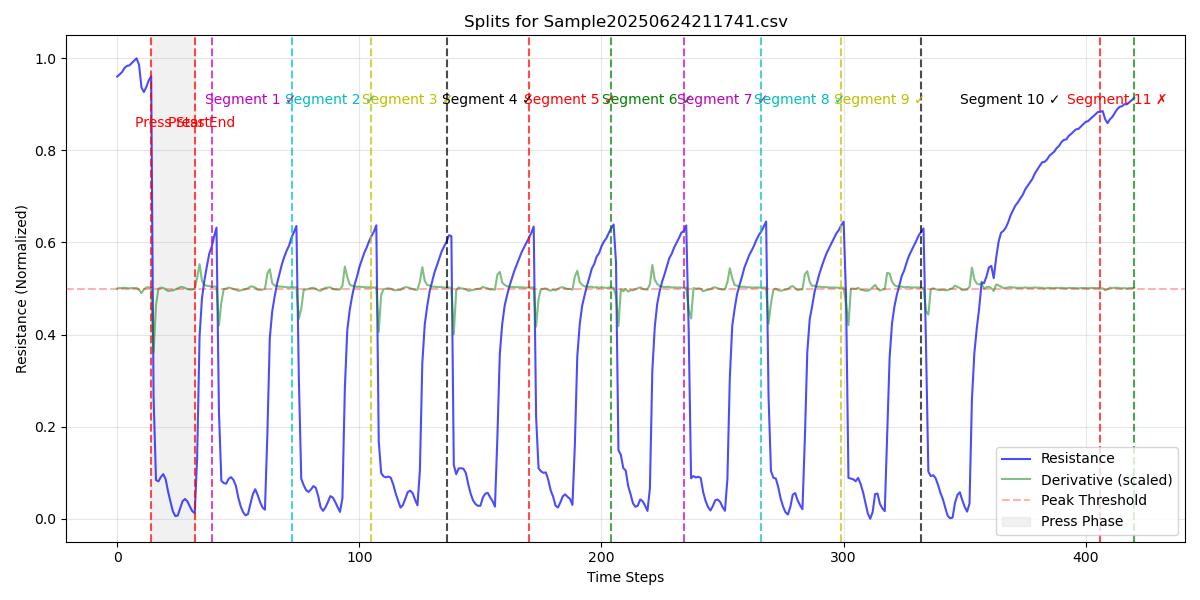 Splits for Sample20250624211741.csv
Segment 1 ✓
Segment 2 ✓
Segment 3 ✓
Segment 4 ✓
Segment 5 ✓
Segment 6 ✓
Segment 7 ✓
Segment 8 ✓
Segment 9 ✓
Segment 10 ✓
Segment 11 ✗
Press Start
Press End
Resistance (Normalized)
1.0
0.8
0.6
0.4
0.2
0.0
Resistance
Derivative (scaled)
Peak Threshold
Press Phase
0
100
200
300
400
Time Steps